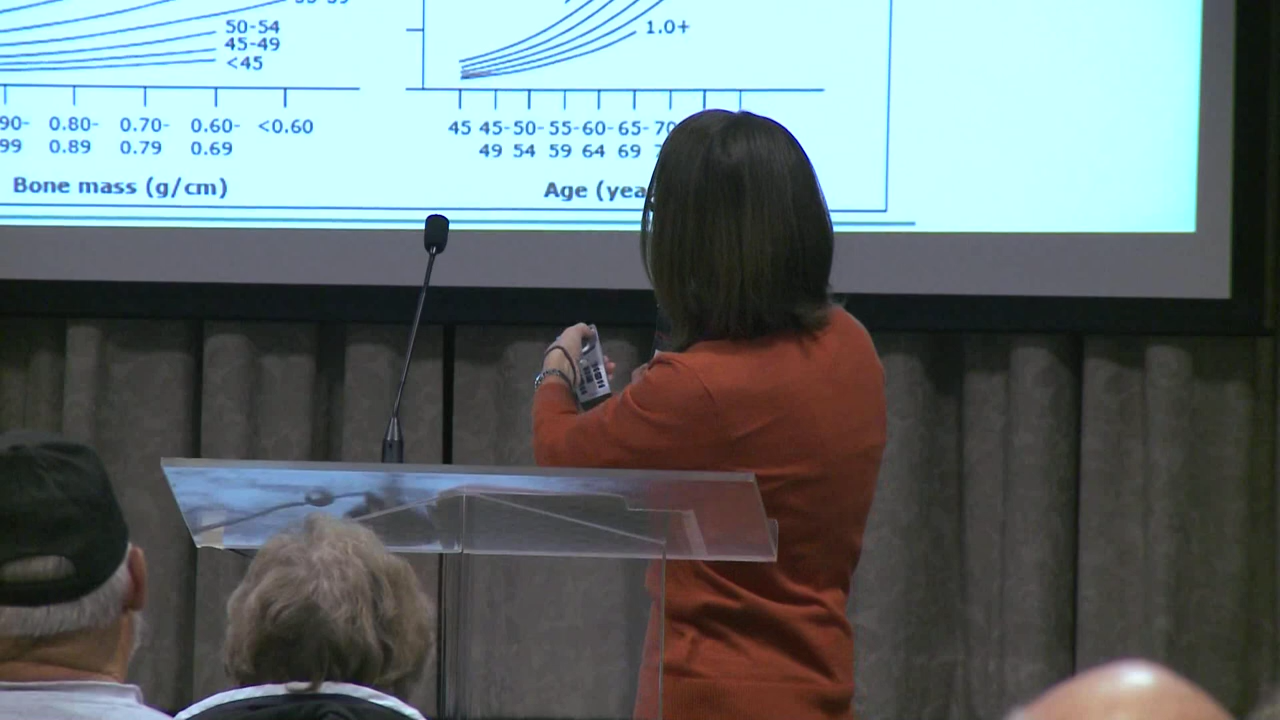 50-54
45-49
<45
1.0+
90- 0.80- 0.70- 0.60- <0.60
99 0.89 0.79 0.69
45 45- 50- 55- 60- 65- 70
49 54 59 64 69
Bone mass (g/cm)
Age (yea